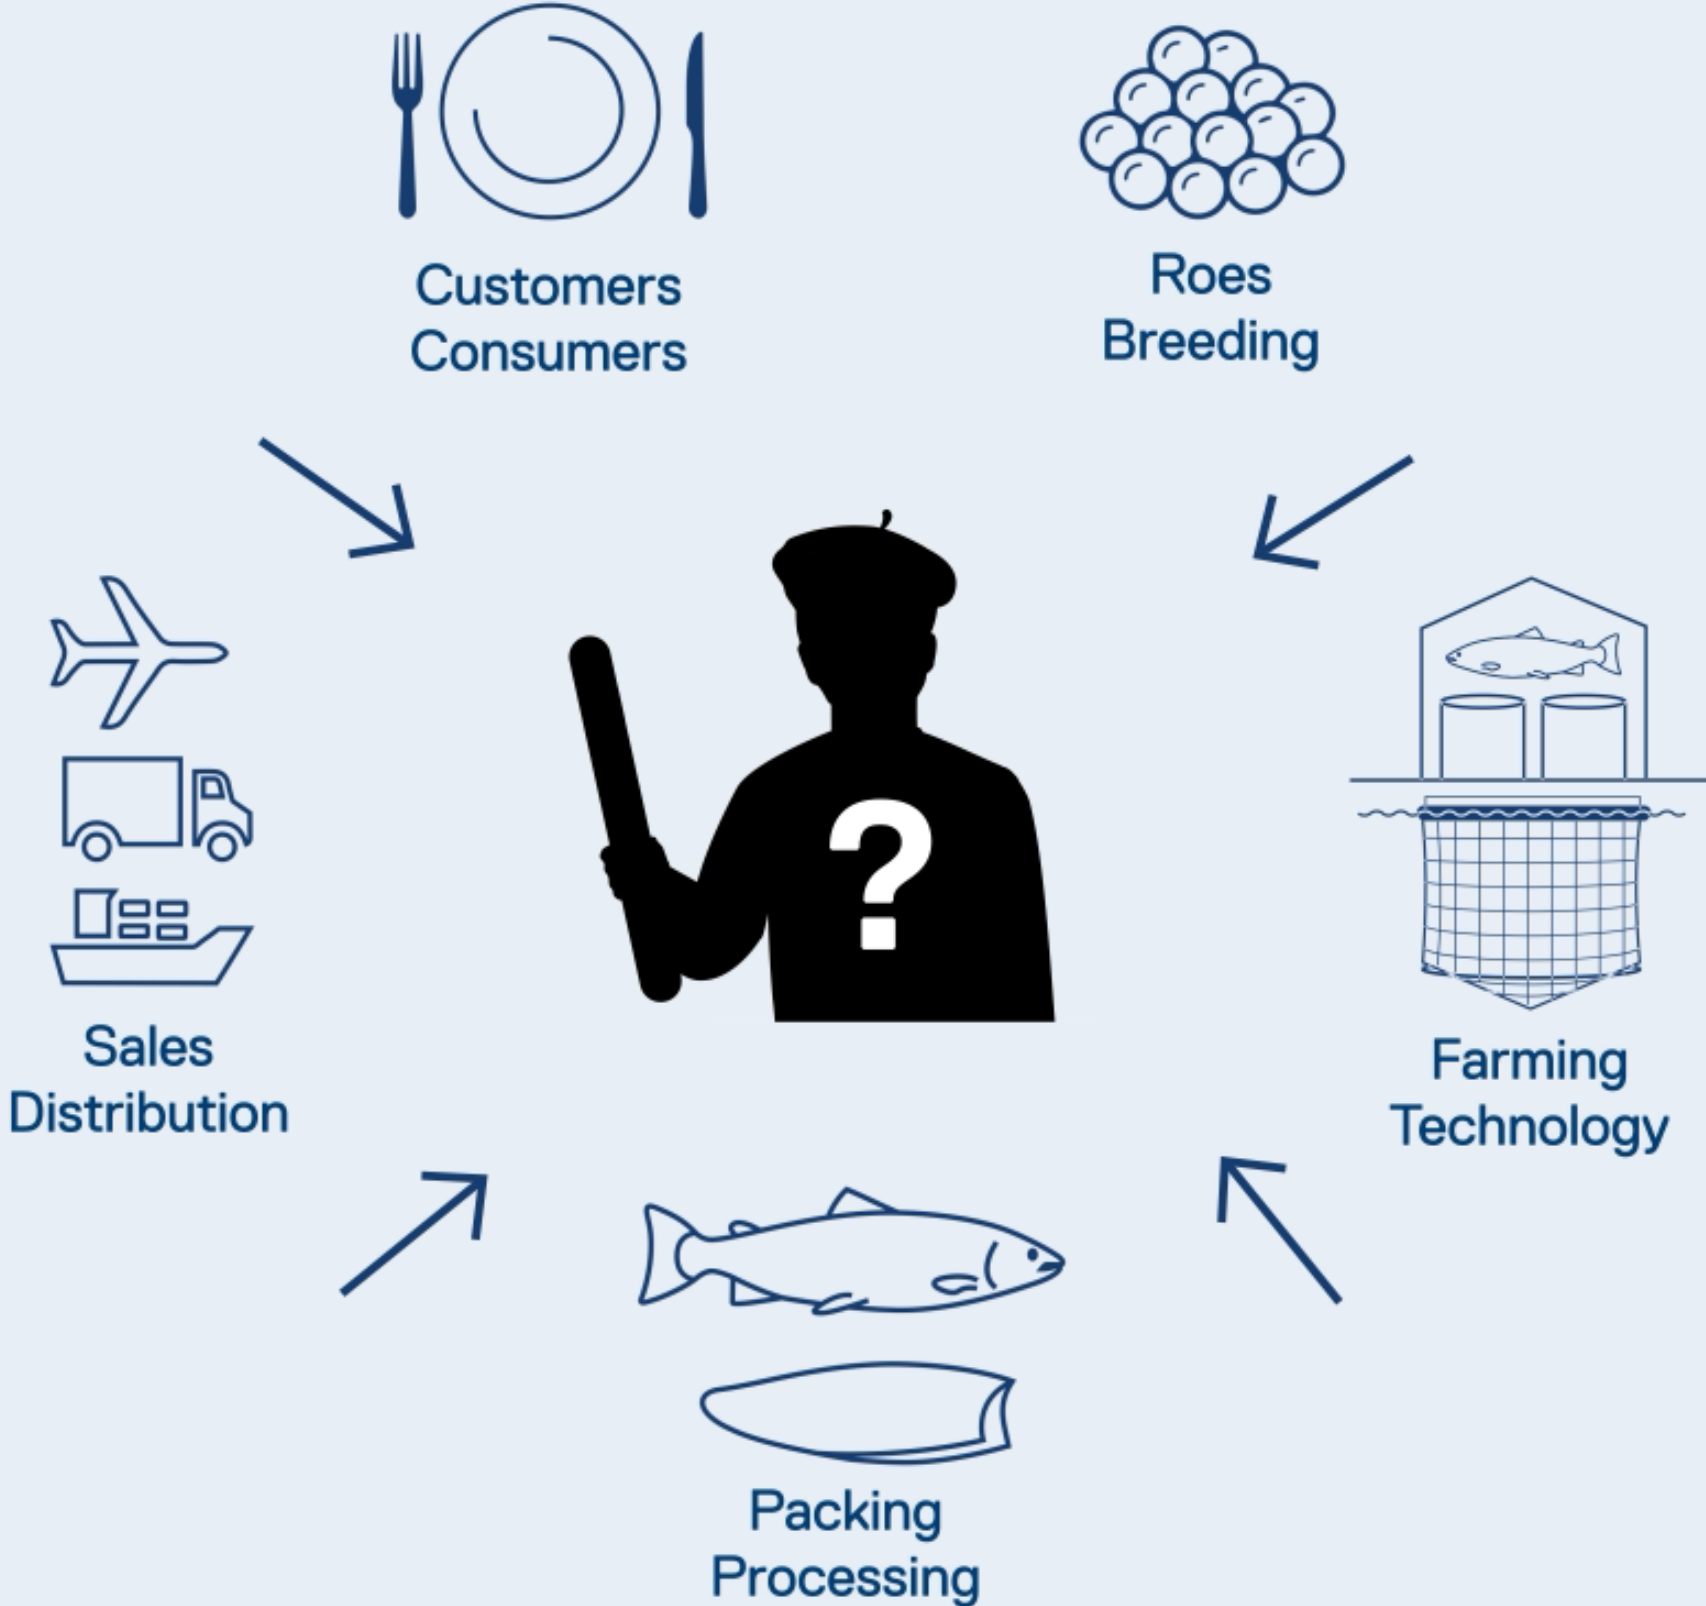 Customers
Consumers
Roes
Breeding
?
Sales
Distribution
Farming
Technology
Packing
Processing